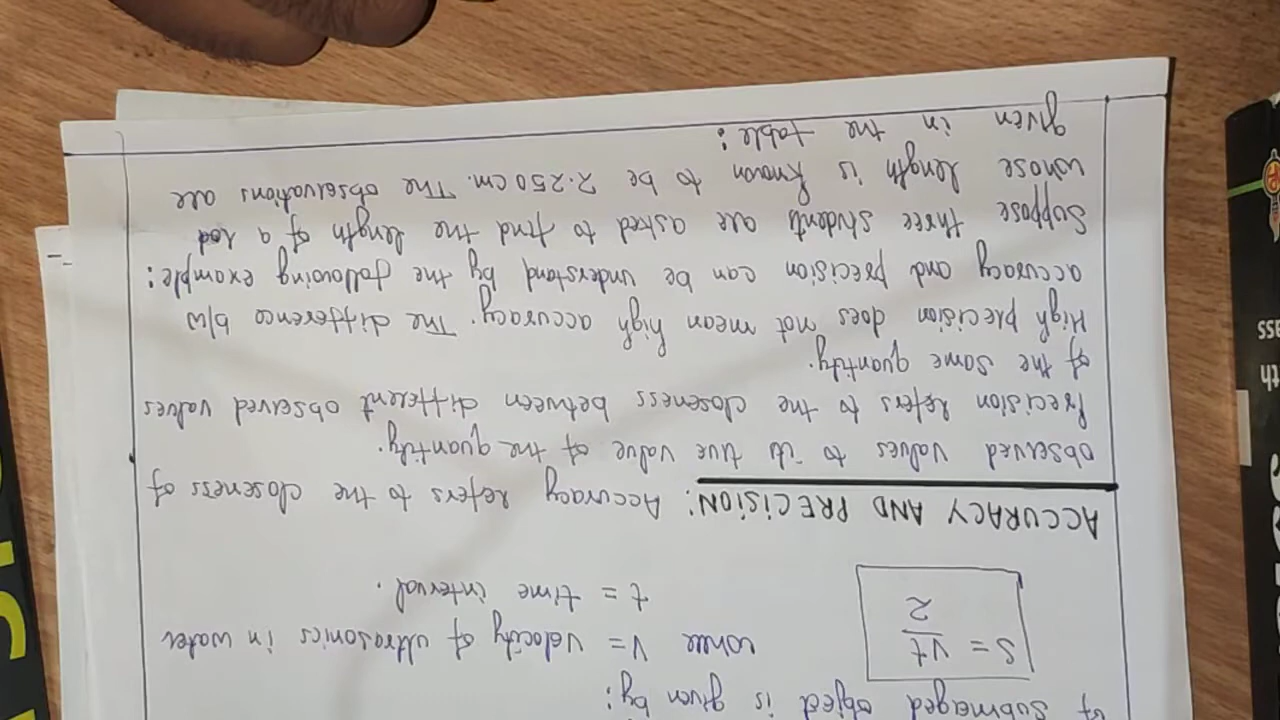 of submaged object is given by:
S = Vt/2 where V = velocity of ultrasonics in water
t = time interval.
ACCURACY AND PRECISION: Accuracy refers to the closeness of
observed values to its true value of the quantity.
Precision refers to the closeness between different observed values
of the same quantity.
High precision does not mean high accuracy. The difference b/w
accuracy and precision can be understand by the following example:
Suppose three students are asked to find the length of a rod
whose length is known to be 2.250 cm. The observations are
given in the table: